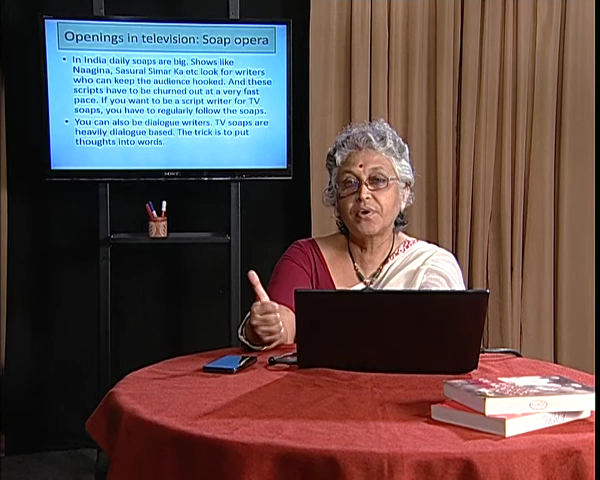 Openings in television: Soap opera
• In India daily soaps are big. Shows like
Naagina, Sasural Simar Ka etc look for writers
who can keep the audience hooked. And these
scripts have to be churned out at a very fast
pace. If you want to be a script writer for TV
soaps, you have to regularly follow the soaps.
• You can also be dialogue writers. TV soaps are
heavily dialogue based. The trick is to put
thoughts into words.
SONY